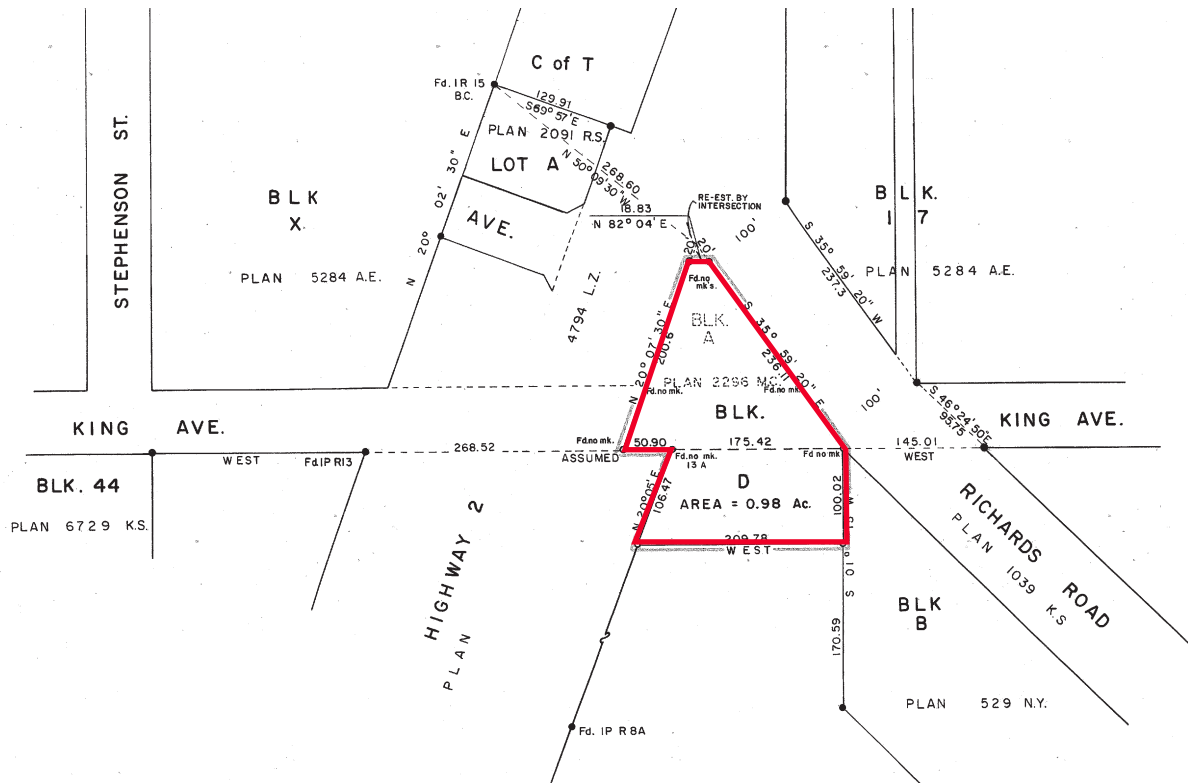 C of T
Fd. IR 15
B.C.
129.91
S69° 57'E
PLAN 2091 R.S.
LOT A
268.60
N 50° 09' 30" W
STEPHENSON ST.
BLK
X
PLAN 5284 A.E.
N 20° 02' 30" E
AVE.
4794 L.Z.
RE-EST. BY
INTERSECTION
18.83
N 82° 04' E
20'
20'
100'
BLK.
17
PLAN 5284 A.E.
S 35° 59' 20" W
237.3
Fd.no
mk's.
BLK.
A
N 20° 07' 30" E
200.6
S 35° 59' 20" E
236.11
PLAN 2296 M.C.
Fd.no mk.
Fd.no mk.
BLK.
100'
S 46° 24' 50"E
95.75
KING AVE.
KING AVE.
WEST
Fd.IP R13
268.52
Fd.no mk.
ASSUMED
50.90
175.42
Fd.no mk.
13 A
Fd.no mk
145.01
WEST
BLK. 44
PLAN 6729 K.S.
D
AREA = 0.98 Ac.
N 20°05' E
106.47
100.02
209.78
WEST
S 01°
HIGHWAY 2
PLAN
RICHARDS ROAD
PLAN 1039 K.S
BLK
B
170.59
PLAN 529 N.Y.
Fd. IP R 8A